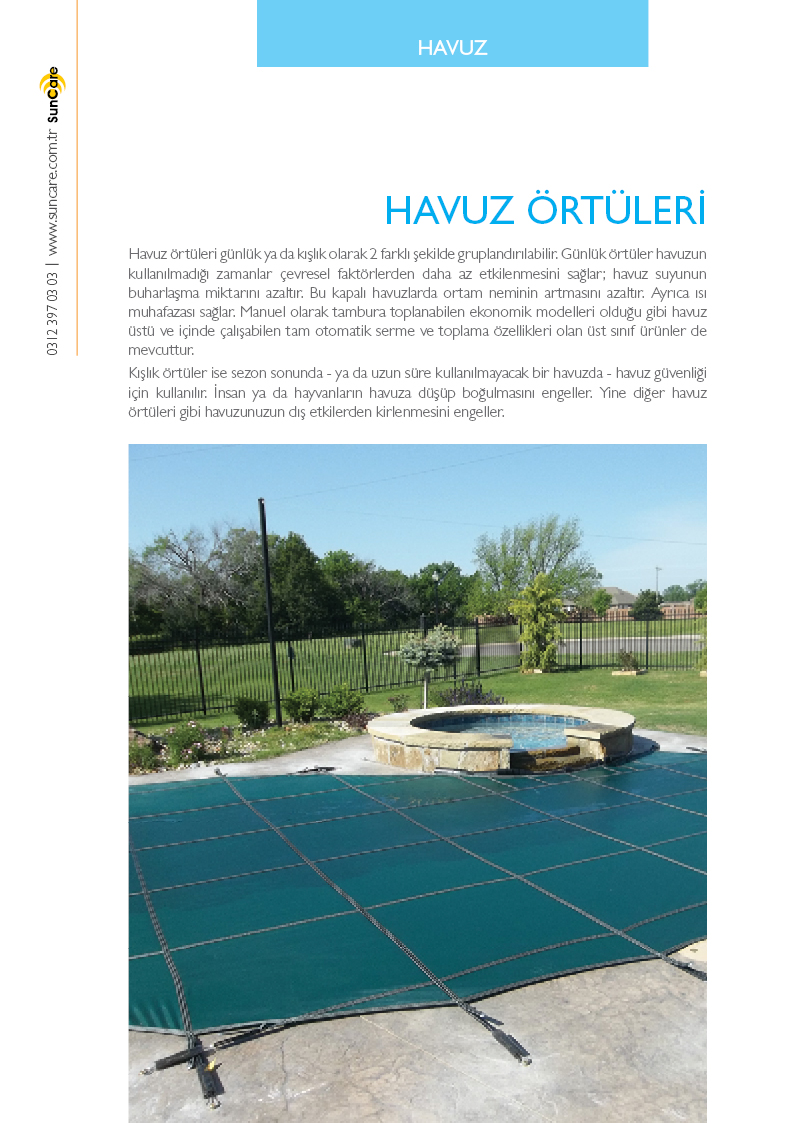 HAVUZ
0312 397 03 03 | www.suncare.com.tr SunCare
HAVUZ ÖRTÜLERİ
Havuz örtüleri günlük ya da kışlık olarak 2 farklı şekilde gruplandırılabilir. Günlük örtüler havuzun
kullanılmadığı zamanlar çevresel faktörlerden daha az etkilenmesini sağlar; havuz suyunun
buharlaşma miktarını azaltır. Bu kapalı havuzlarda ortam neminin artmasını azaltır. Ayrıca ısı
muhafazası sağlar. Manuel olarak tambura toplanabilen ekonomik modelleri olduğu gibi havuz
üstü ve içinde çalışabilen tam otomatik serme ve toplama özellikleri olan üst sınıf ürünler de
mevcuttur.
Kışlık örtüler ise sezon sonunda - ya da uzun süre kullanılmayacak bir havuzda - havuz güvenliği
için kullanılır. İnsan ya da hayvanların havuza düşüp boğulmasını engeller. Yine diğer havuz
örtüleri gibi havuzunuzun dış etkilerden kirlenmesini engeller.